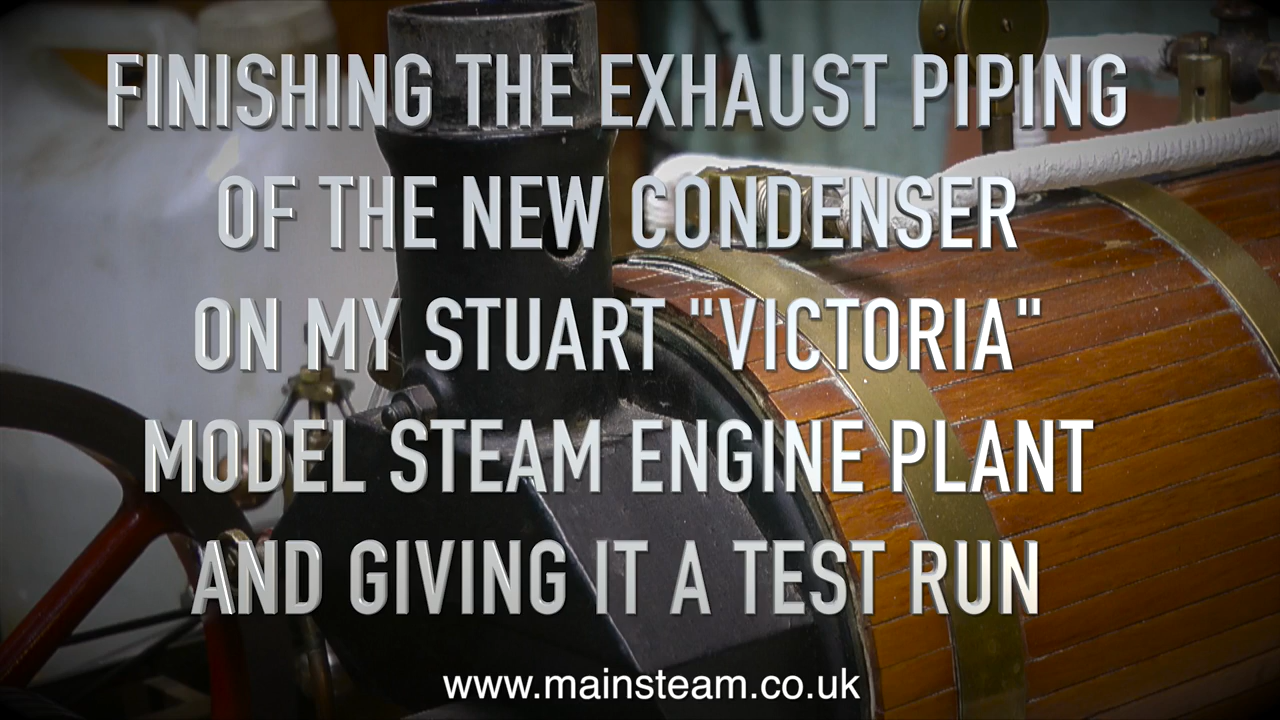 FINISHING THE EXHAUST PIPING
OF THE NEW CONDENSER
ON MY STUART "VICTORIA"
MODEL STEAM ENGINE PLANT
AND GIVING IT A TEST RUN
www.mainsteam.co.uk